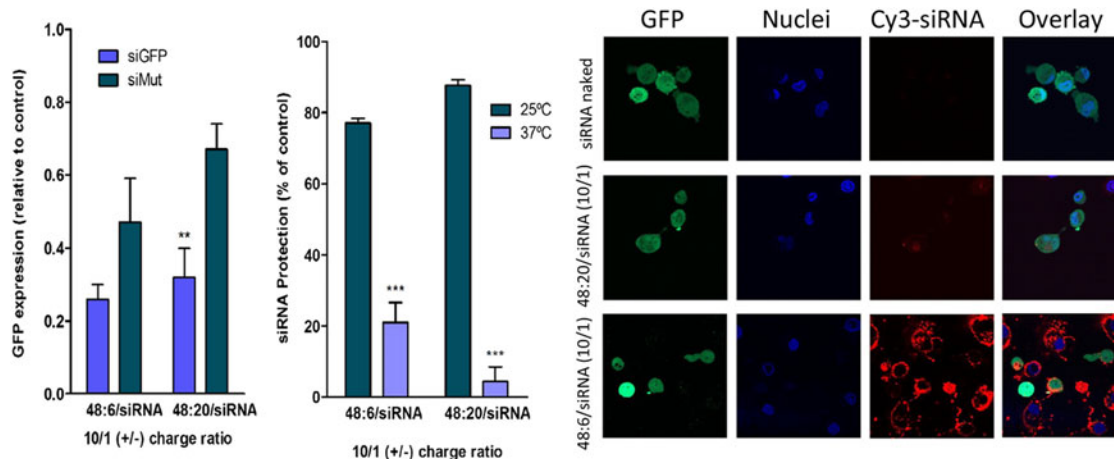 GFP expression (relative to control)
1.0
0.8
0.6
0.4
0.2
0.0
siGFP
siMut
**
48:6/siRNA 48:20/siRNA
10/1 (+/-) charge ratio
siRNA Protection (% of control)
100
80
60
40
20
0
25ºC
37ºC
***
***
48:6/siRNA 48:20/siRNA
10/1 (+/-) charge ratio
GFP Nuclei Cy3-siRNA Overlay
siRNA naked
48:20/siRNA (10/1)
48:6/siRNA (10/1)